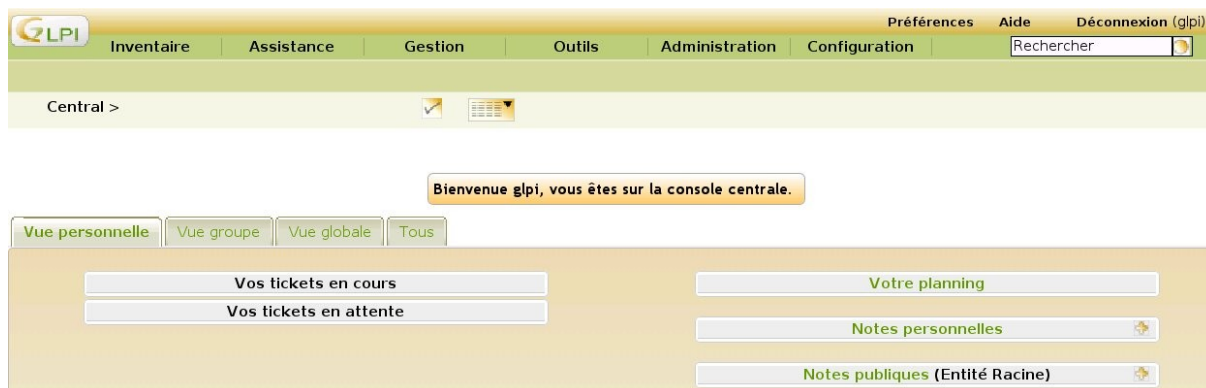 Préférences Aide Déconnexion (glpi)
GLPI
Inventaire Assistance Gestion Outils Administration Configuration Rechercher
Central >
Bienvenue glpi, vous êtes sur la console centrale.
Vue personnelle Vue groupe Vue globale Tous
Vos tickets en cours
Vos tickets en attente
Votre planning
Notes personnelles
Notes publiques (Entité Racine)